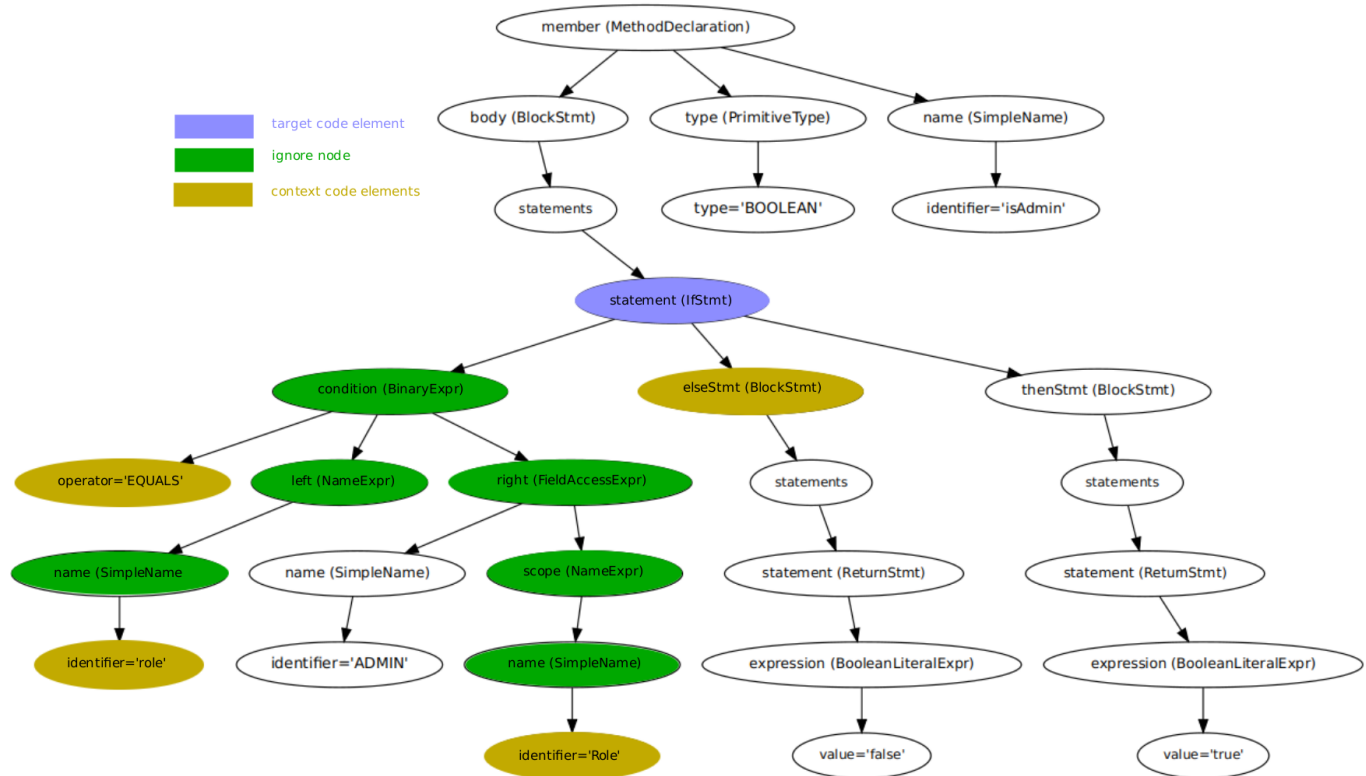 member (MethodDeclaration)
body (BlockStmt)
type (PrimitiveType)
name (SimpleName)
target code element
ignore node
context code elements
statements
type='BOOLEAN'
identifier='isAdmin'
statement (IfStmt)
condition (BinaryExpr)
elseStmt (BlockStmt)
thenStmt (BlockStmt)
operator='EQUALS'
left (NameExpr)
right (FieldAccessExpr)
statements
statements
name (SimpleName
name (SimpleName)
scope (NameExpr)
statement (ReturnStmt)
statement (ReturnStmt)
identifier='role'
identifier='ADMIN'
name (SimpleName)
expression (BooleanLiteralExpr)
expression (BooleanLiteralExpr)
identifier='Role'
value='false'
value='true'